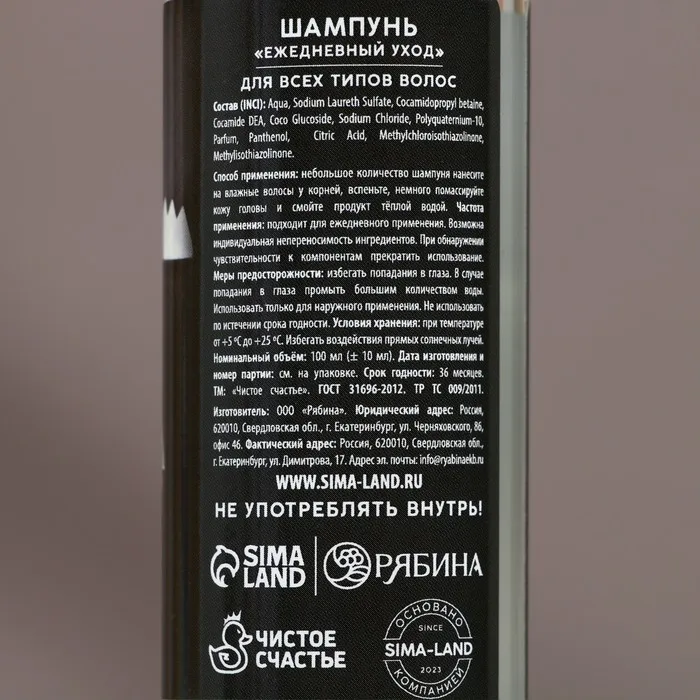 ШАМПУНЬ
«ЕЖЕДНЕВНЫЙ УХОД»
ДЛЯ ВСЕХ ТИПОВ ВОЛОС
Состав (INCI): Aqua, Sodium Laureth Sulfate, Cocamidopropyl betaine,
Cocamide DEA, Coco Glucoside, Sodium Chloride, Polyquaternium-10,
Parfum, Panthenol, Citric Acid, Methylchloroisothiazolinone,
Methylisothiazolinone.
Способ применения: небольшое количество шампуня нанесите
на влажные волосы у корней, вспеньте, немного помассируйте
кожу головы и смойте продукт тёплой водой. Частота
применения: подходит для ежедневного применения. Возможна
индивидуальная непереносимость ингредиентов. При обнаружении
чувствительности к компонентам прекратить использование.
Меры предосторожности: избегать попадания в глаза. В случае
попадания в глаза промыть большим количеством воды.
Использовать только для наружного применения. Не использовать
по истечении срока годности. Условия хранения: при температуре
от +5 °С до +25 °С. Избегать воздействия прямых солнечных лучей.
Номинальный объём: 100 мл (± 10 мл). Дата изготовления и
номер партии: см. на упаковке. Срок годности: 36 месяцев.
ТМ: «Чистое счастье». ГОСТ 31696-2012. ТР ТС 009/2011.
Изготовитель: ООО «Рябина». Юридический адрес: Россия,
620010, Свердловская обл., г. Екатеринбург, ул. Черняховского, 86,
офис 46. Фактический адрес: Россия, 620010, Свердловская обл.,
г. Екатеринбург, ул. Димитрова, 17. Адрес эл. почты: info@ryabinaekb.ru
WWW.SIMA-LAND.RU
НЕ УПОТРЕБЛЯТЬ ВНУТРЬ!
SIMA
LAND
РЯБИНА
ЧИСТОЕ
СЧАСТЬЕ
ОСНОВАНО
SINCE
SIMA-LAND
2023
КОМПАНИЕЙ